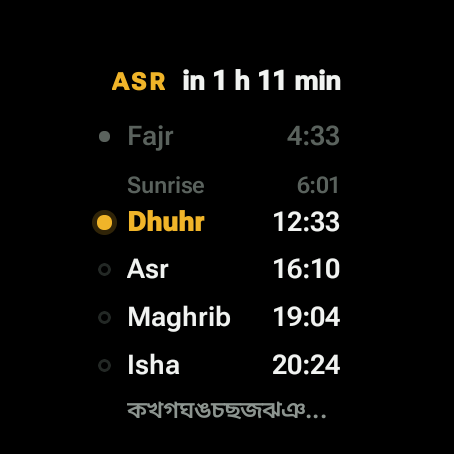 ASR in 1 h 11 min
Fajr 4:33
Sunrise 6:01
Dhuhr 12:33
Asr 16:10
Maghrib 19:04
Isha 20:24
কখগঘঙচছজঝঞ...